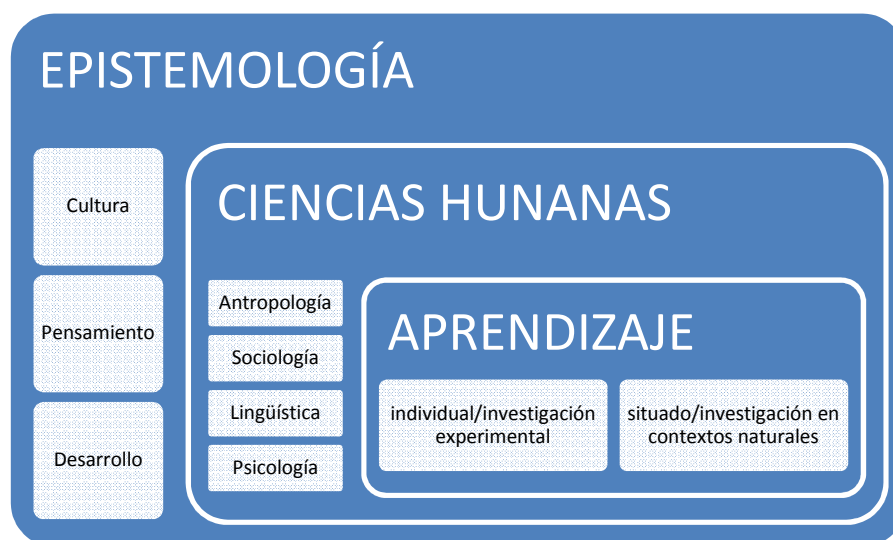 EPISTEMOLOGÍA
Cultura
Pensamiento
Desarrollo
CIENCIAS HUNANAS
Antropología
Sociología
Lingüística
Psicología
APRENDIZAJE
individual/investigación
experimental
situado/investigación en
contextos naturales